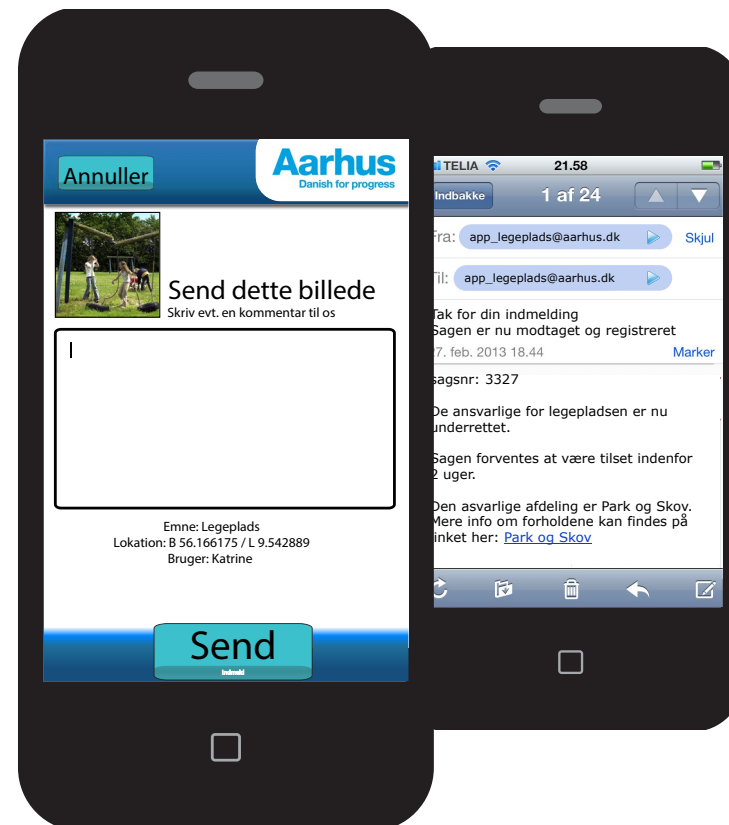 Annuller
Aarhus
Danish for progress
Send dette billede
Skriv evt. en kommentar til os
Emne: Legeplads
Lokation: B 56.166175 / L 9.542889
Bruger: Katrine
Send
Indmeld
TELIA 21.58
Indbakke 1 af 24
Fra: app_legeplads@aarhus.dk Skjul
Til: app_legeplads@aarhus.dk
Tak for din indmelding
Sagen er nu modtaget og registreret
27. feb. 2013 18.44 Marker
sagsnr: 3327
De ansvarlige for legepladsen er nu
underrettet.
Sagen forventes at være tilset indenfor
2 uger.
Den asvarlige afdeling er Park og Skov.
Mere info om forholdene kan findes på
linket her: Park og Skov